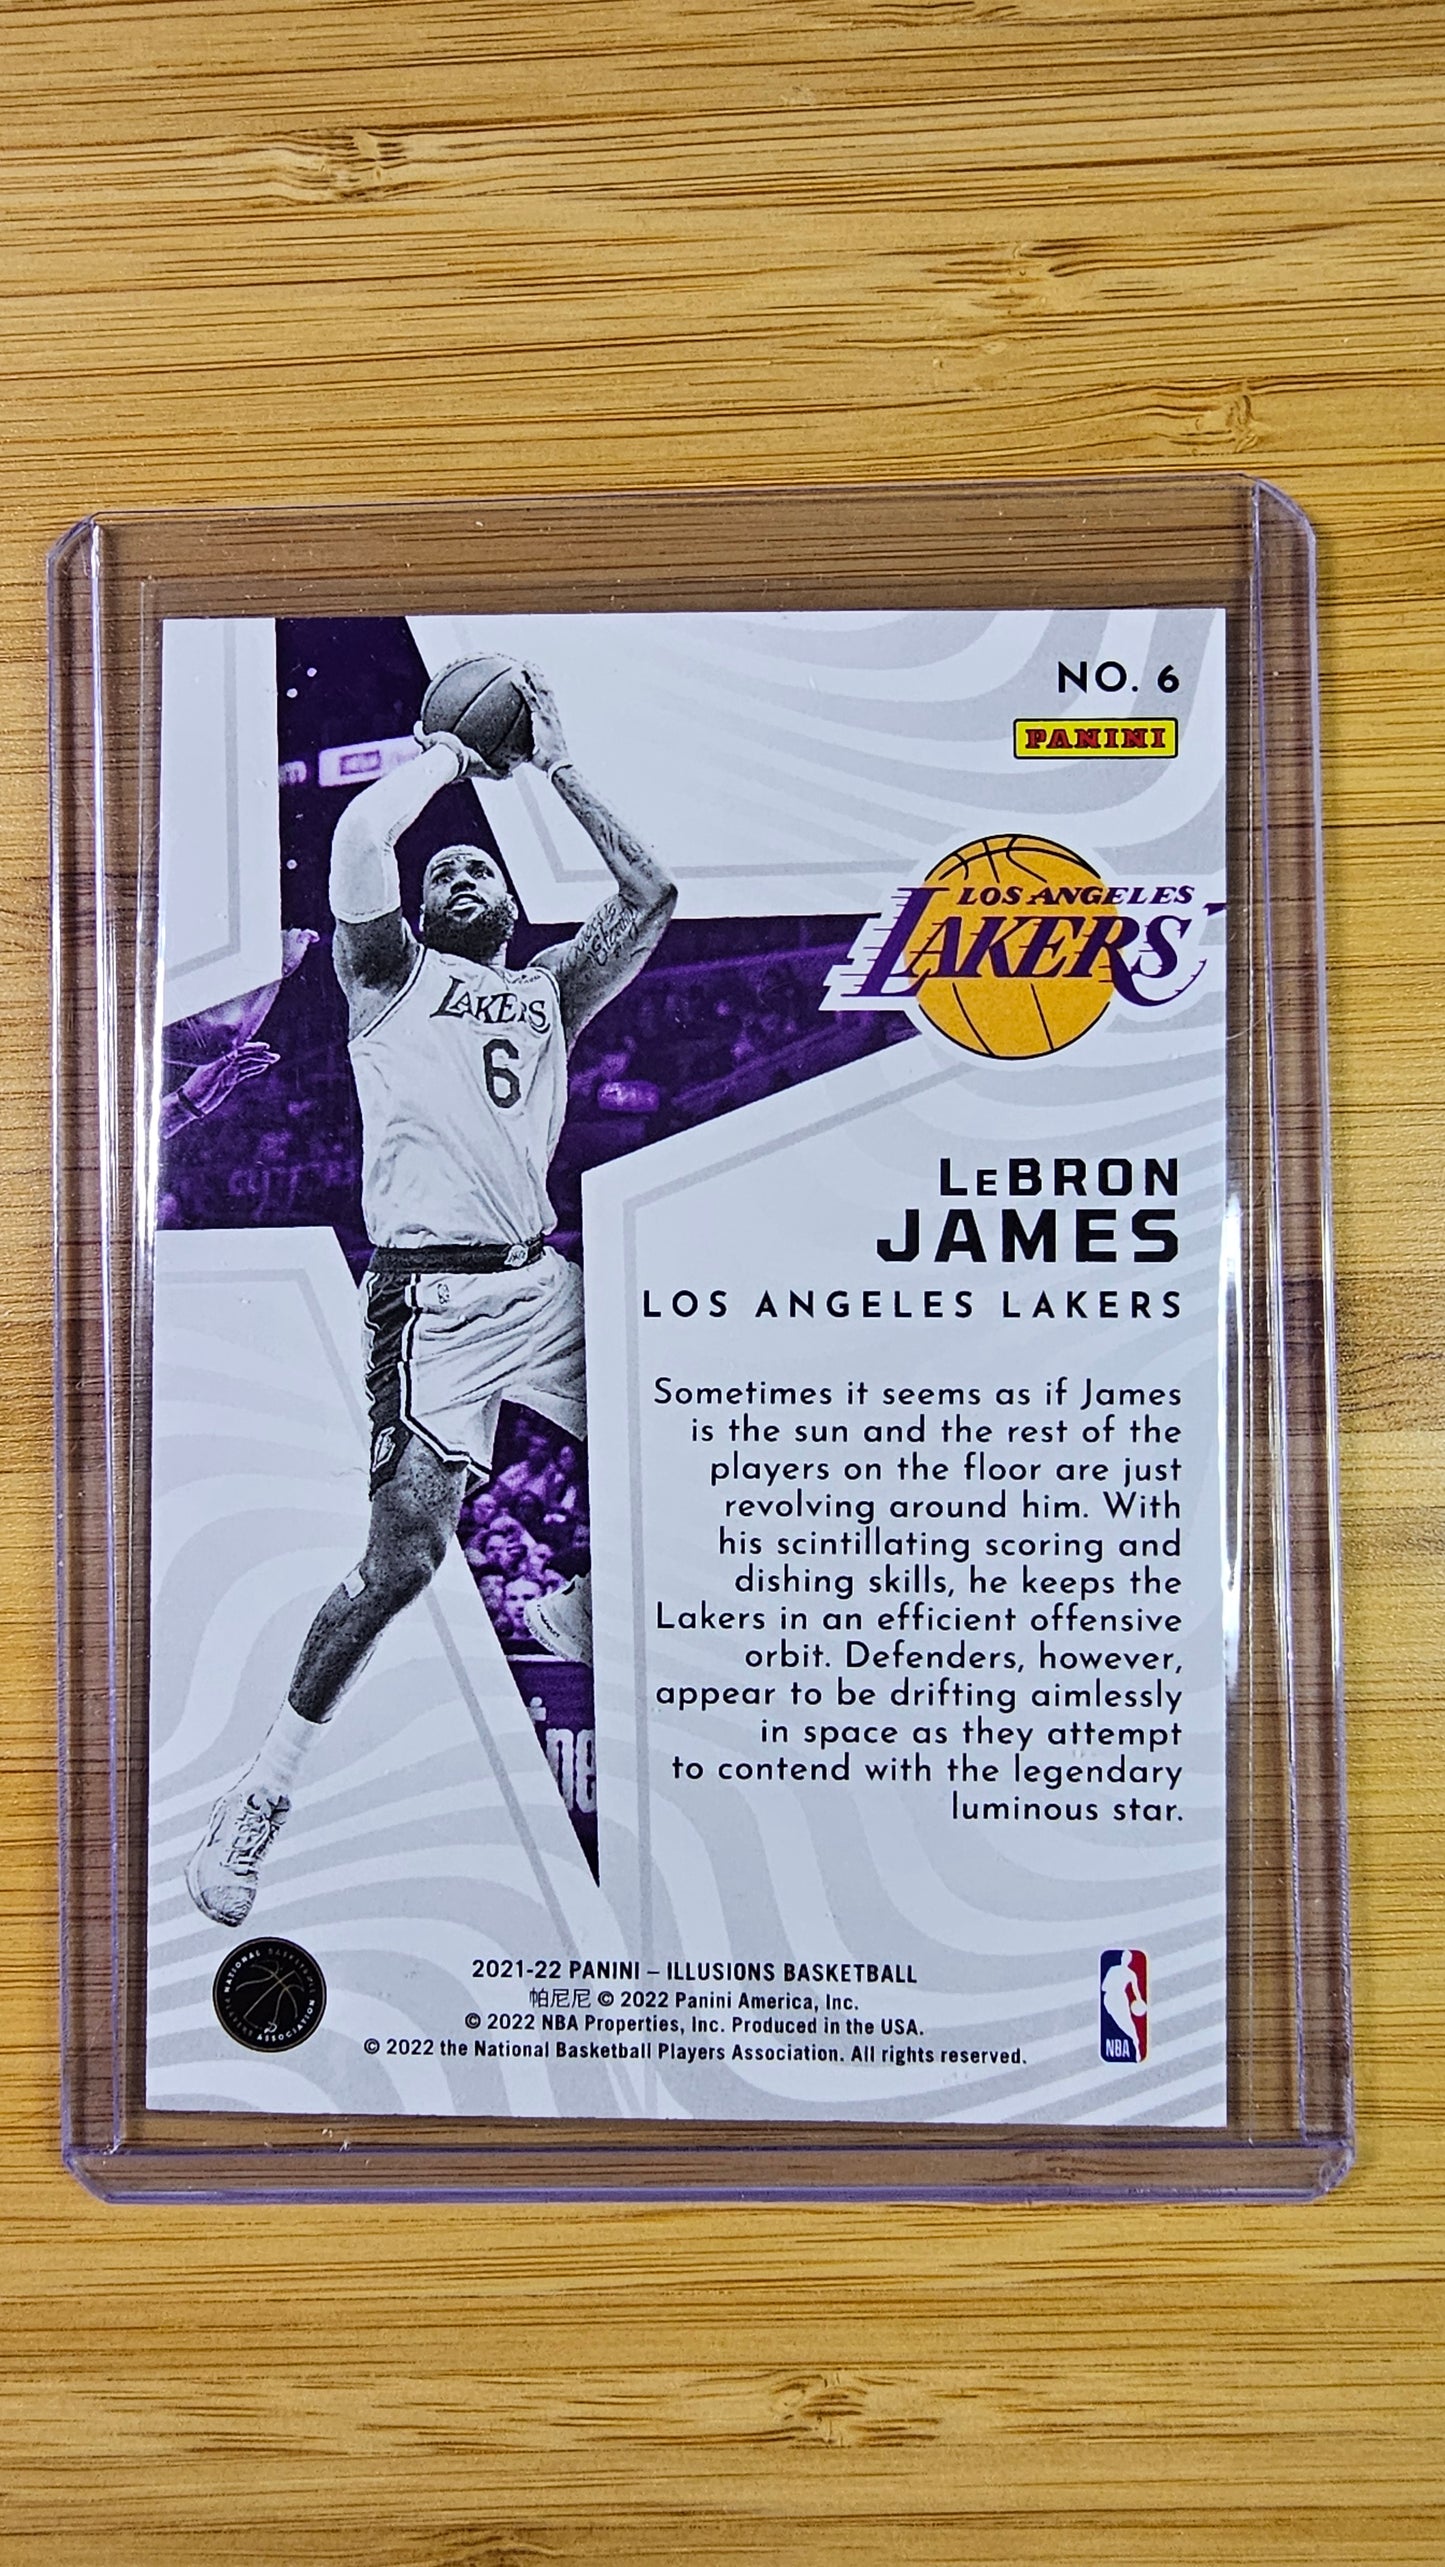 NO. 6
PANINI
LOS ANGELES
LAKERS
LAKERS
6
LeBRON
JAMES
LOS ANGELES LAKERS
Sometimes it seems as if James
is the sun and the rest of the
players on the floor are just
revolving around him. With
his scintillating scoring and
dishing skills, he keeps the
Lakers in an efficient offensive
orbit. Defenders, however,
appear to be drifting aimlessly
in space as they attempt
to contend with the legendary
luminous star.
NATIONAL BASKETBALL
PLAYERS ASSOCIATION
2021-22 PANINI – ILLUSIONS BASKETBALL
帕尼尼 © 2022 Panini America, Inc.
© 2022 NBA Properties, Inc. Produced in the USA.
© 2022 the National Basketball Players Association. All rights reserved.
NBA